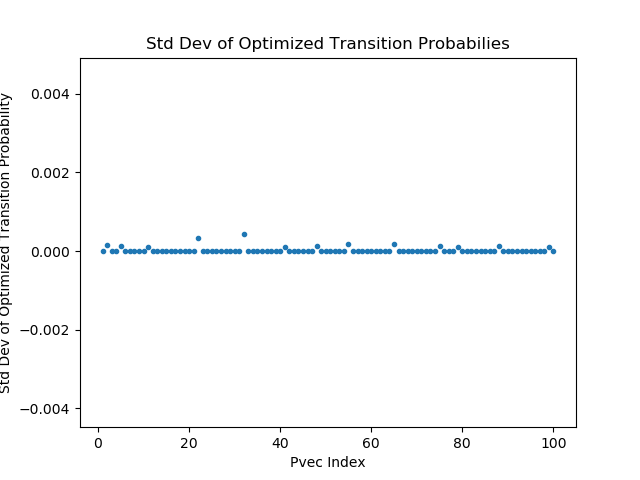 Std Dev of Optimized Transition Probabilies
Std Dev of Optimized Transition Probability
0.004
0.002
0.000
−0.002
−0.004
0 20 40 60 80 100
Pvec Index